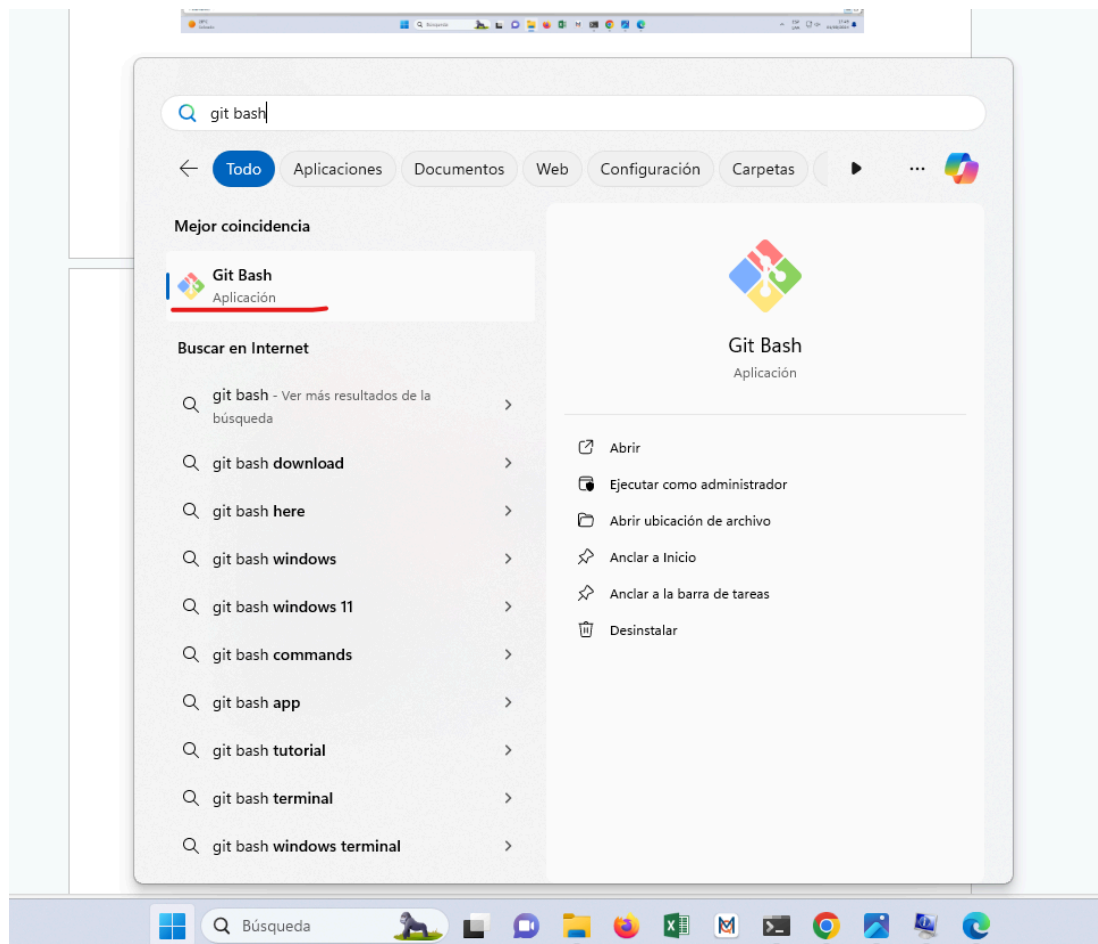 git bash
Todo Aplicaciones Documentos Web Configuración Carpetas ...
Mejor coincidencia
Git Bash
Aplicación
Buscar en Internet
git bash - Ver más resultados de la
búsqueda
git bash download
git bash here
git bash windows
git bash windows 11
git bash commands
git bash app
git bash tutorial
git bash terminal
git bash windows terminal
Git Bash
Aplicación
Abrir
Ejecutar como administrador
Abrir ubicación de archivo
Anclar a Inicio
Anclar a la barra de tareas
Desinstalar
Búsqueda